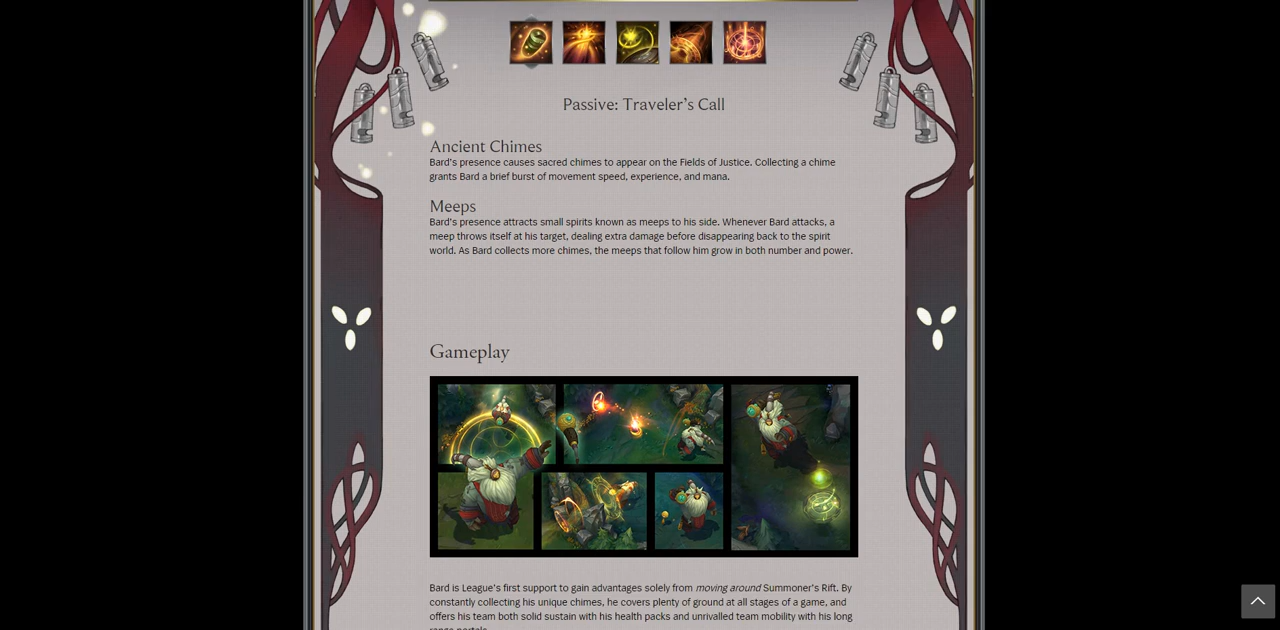 Passive: Traveler's Call
Ancient Chimes
Bard's presence causes sacred chimes to appear on the Fields of Justice. Collecting a chime
grants Bard a brief burst of movement speed, experience, and mana.
Meeps
Bard's presence attracts small spirits known as meeps to his side. Whenever Bard attacks, a
meep throws itself at his target, dealing extra damage before disappearing back to the spirit
world. As Bard collects more chimes, the meeps that follow him grow in both number and power.
Gameplay
Bard is League's first support to gain advantages solely from moving around Summoner's Rift. By
constantly collecting his unique chimes, he covers plenty of ground at all stages of a game, and
offers his team both solid sustain with his health packs and unrivalled team mobility with his long
range portals.